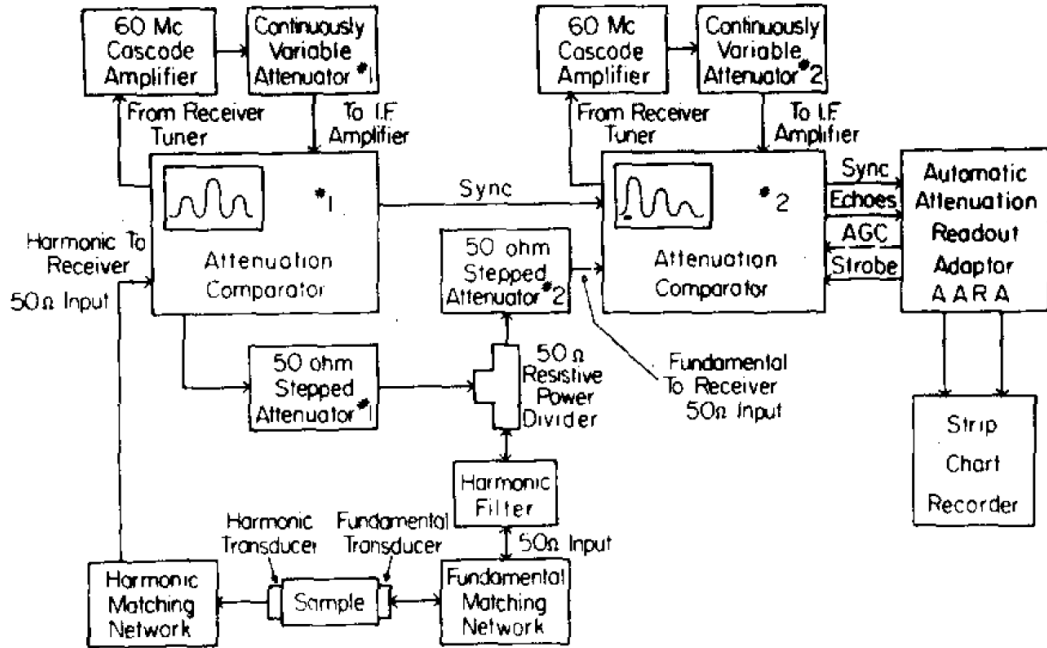 60 Mc
Cascade
Amplifier
Continuously
Variable
Attenuator #1
From Receiver
Tuner
To I.F.
Amplifier
60 Mc
Cascade
Amplifier
Continuously
Variable
Attenuator #2
From Receiver
Tuner
To I.F.
Amplifier
#1
Attenuation
Comparator
Sync
#2
Attenuation
Comparator
Sync
Echoes
AGC
Strobe
Automatic
Attenuation
Readout
Adaptor
A A R A
Harmonic To
Receiver
50Ω Input
50 ohm
Stepped
Attenuator #2
50 ohm
Stepped
Attenuator #1
50Ω
Resistive
Power
Divider
Fundamental
To Receiver
50Ω Input
Strip
Chart
Recorder
Harmonic
Filter
50Ω Input
Harmonic
Transducer
Fundamental
Transducer
Harmonic
Matching
Network
Sample
Fundamental
Matching
Network